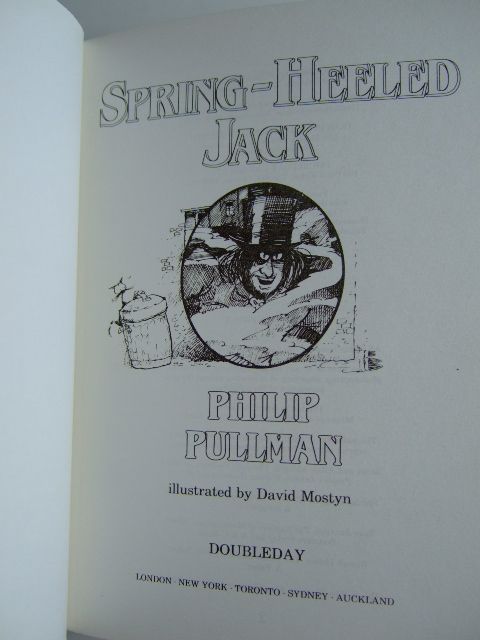 SPRING-HEELED
JACK
PHILIP
PULLMAN
illustrated by David Mostyn
DOUBLEDAY
LONDON · NEW YORK · TORONTO · SYDNEY · AUCKLAND